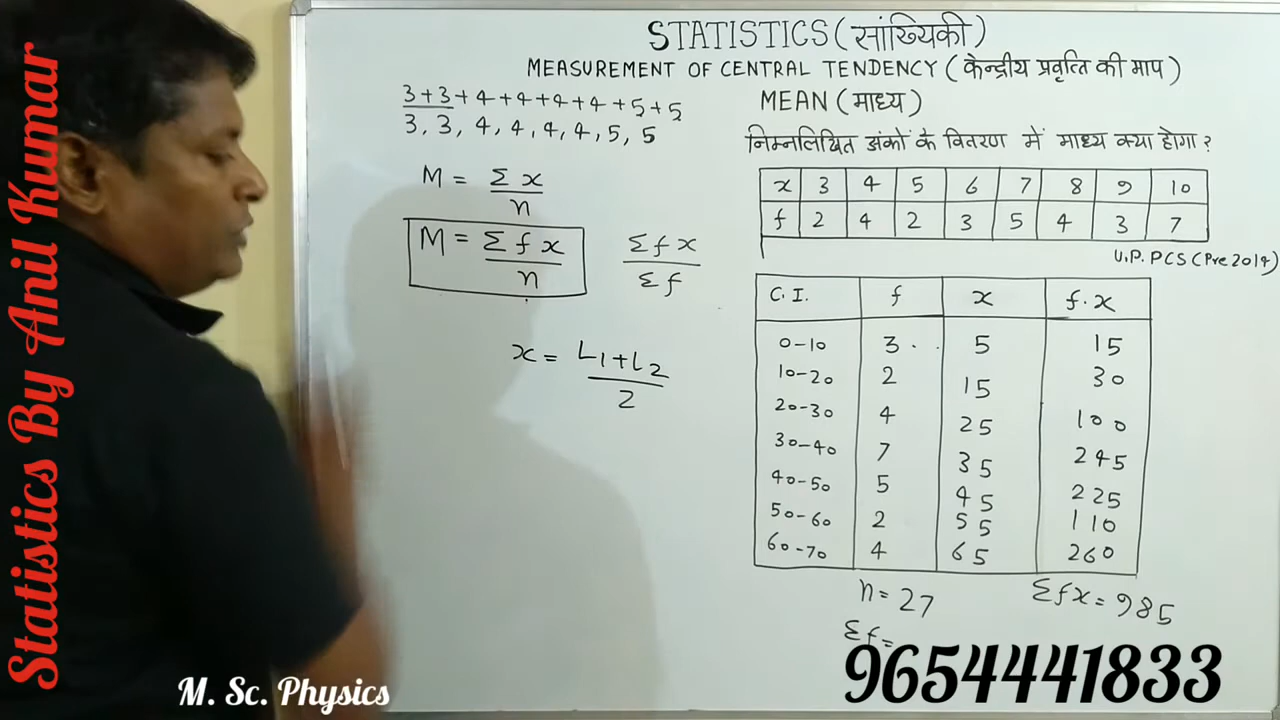 Statistics By Anil Kumar
STATISTICS (सांख्यिकी)
MEASUREMENT OF CENTRAL TENDENCY (केन्द्रीय प्रवृत्ति की माप)
3+3+4+4+4+4+5+5
3, 3, 4, 4, 4, 4, 5, 5
M = Σx/n
M = Σfx/n
Σfx/Σf
x = L1+L2/2
MEAN (माध्य)
निम्नलिखित अंकों के वितरण में माध्य क्या होगा ?
x 3 4 5 6 7 8 9 10
f 2 4 2 3 5 4 3 7
U.P. PCS (Pre 2014)
C.I. f x f.x
0-10 3 5 15
10-20 2 15 30
20-30 4 25 100
30-40 7 35 245
40-50 5 45 225
50-60 2 55 110
60-70 4 65 260
n = 27 Σfx = 985
Σf =
9654441833
M. Sc. Physics